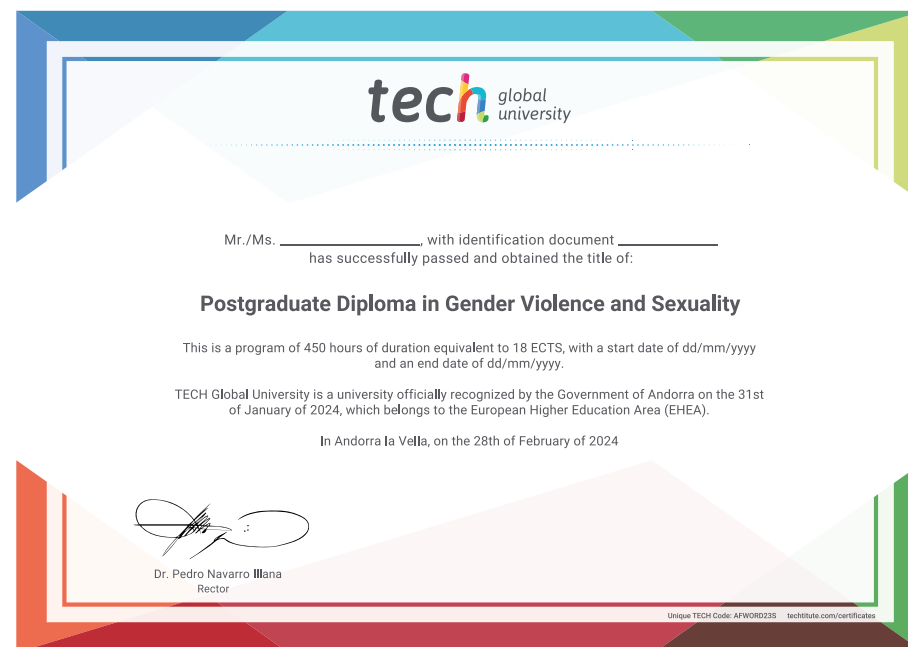 tech global
university
Mr./Ms. ____________, with identification document ____________
has successfully passed and obtained the title of:
Postgraduate Diploma in Gender Violence and Sexuality
This is a program of 450 hours of duration equivalent to 18 ECTS, with a start date of dd/mm/yyyy
and an end date of dd/mm/yyyy.
TECH Global University is a university officially recognized by the Government of Andorra on the 31st
of January of 2024, which belongs to the European Higher Education Area (EHEA).
In Andorra la Vella, on the 28th of February of 2024
Dr. Pedro Navarro Illana
Rector
Unique TECH Code: AFWORD23S techtitute.com/certificates